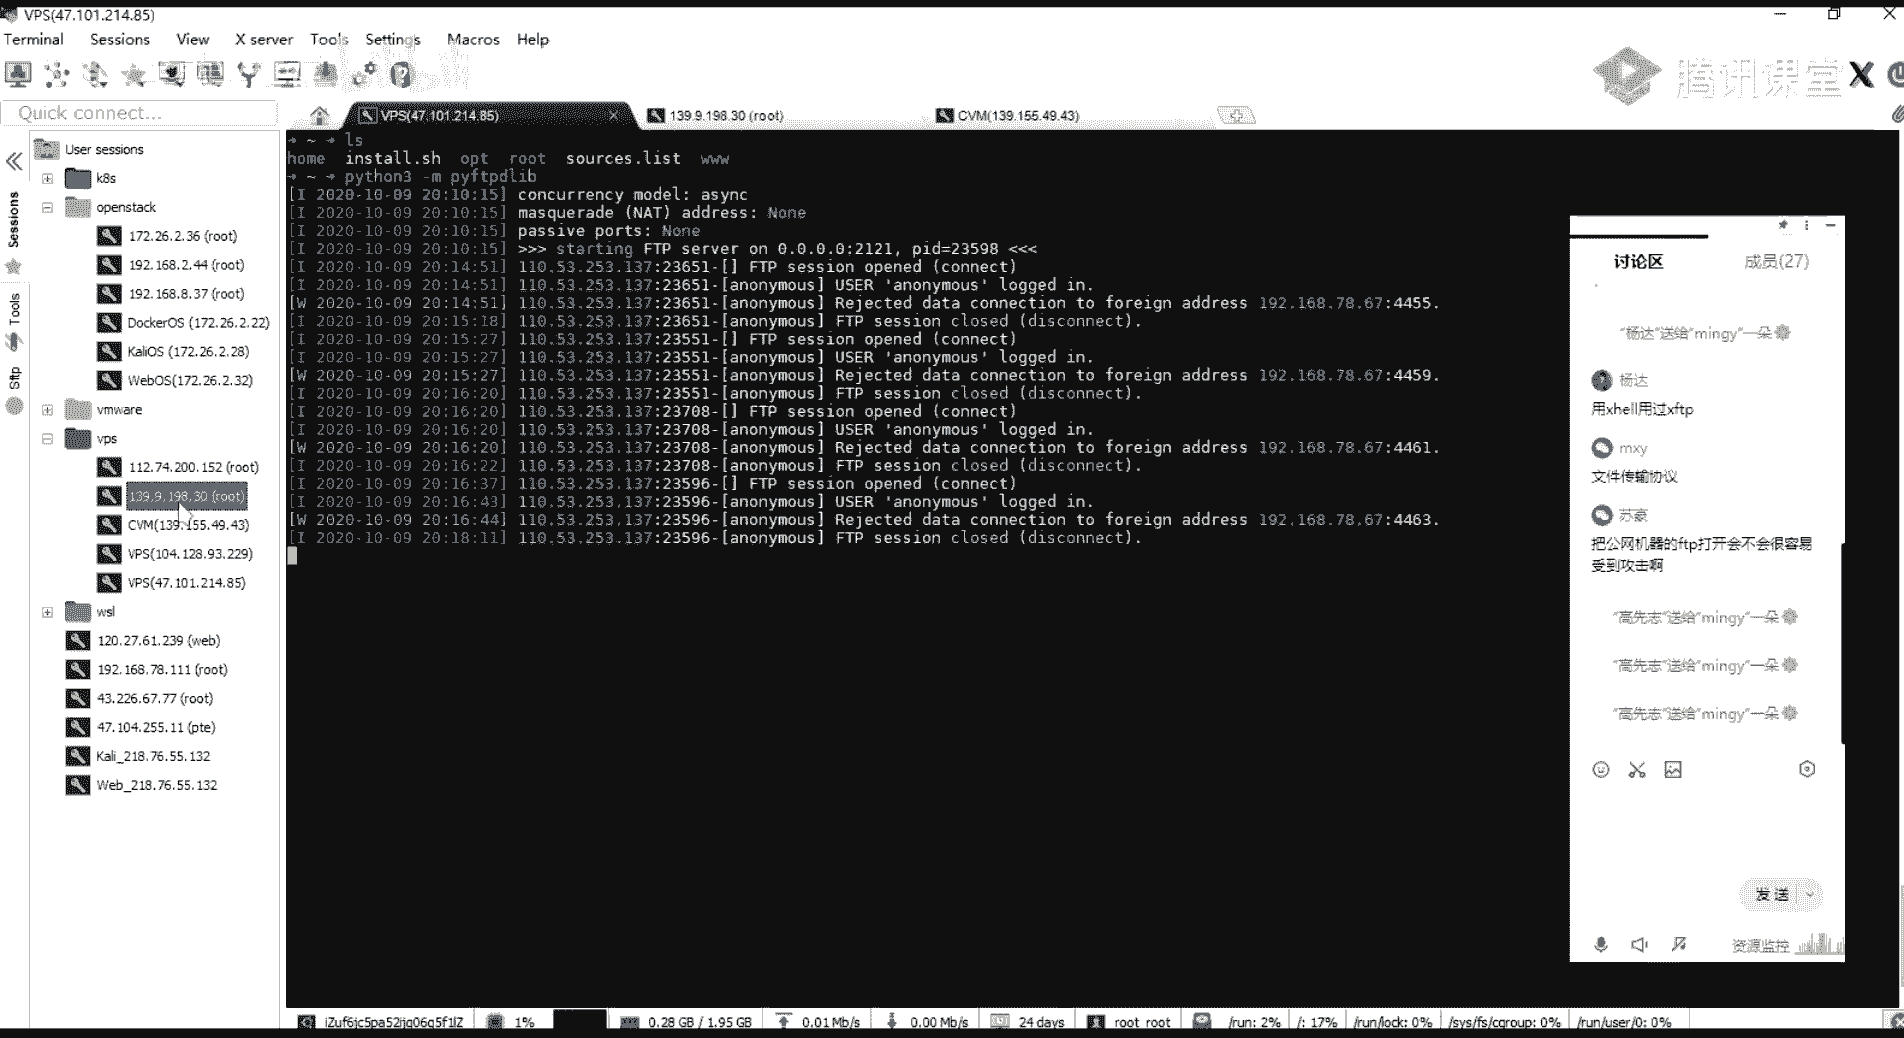 VPS(47.101.214.85)
Terminal Sessions View X server Tools Settings Macros Help
腾讯课堂
Quick connect...
VPS(47.101.214.85) 139.9.198.30 (root) CVM(139.155.49.43)
Sessions
Tools
Sftp
User sessions
k8s
openstack
172.26.2.36 (root)
192.168.2.44 (root)
192.168.8.37 (root)
DockerOS (172.26.2.22)
KaliOS (172.26.2.28)
WebOS(172.26.2.32)
vmware
vps
112.74.200.152 (root)
139.9.198.30 (root)
CVM(139.155.49.43)
VPS(104.128.93.229)
VPS(47.101.214.85)
wsl
120.27.61.239 (web)
192.168.78.111 (root)
43.226.67.77 (root)
47.104.255.11 (pte)
Kali_218.76.55.132
Web_218.76.55.132
➜ ~ ➜ ls
home install.sh opt root sources.list www
➜ ~ ➜ python3 -m pyftpdlib
[I 2020-10-09 20:10:15] concurrency model: async
[I 2020-10-09 20:10:15] masquerade (NAT) address: None
[I 2020-10-09 20:10:15] passive ports: None
[I 2020-10-09 20:10:15] >>> starting FTP server on 0.0.0.0:2121, pid=23598 <<<
[I 2020-10-09 20:14:51] 110.53.253.137:23651-[] FTP session opened (connect)
[I 2020-10-09 20:14:51] 110.53.253.137:23651-[anonymous] USER 'anonymous' logged in.
[W 2020-10-09 20:14:51] 110.53.253.137:23651-[anonymous] Rejected data connection to foreign address 192.168.78.67:4455.
[I 2020-10-09 20:15:18] 110.53.253.137:23651-[anonymous] FTP session closed (disconnect).
[I 2020-10-09 20:15:27] 110.53.253.137:23551-[] FTP session opened (connect)
[I 2020-10-09 20:15:27] 110.53.253.137:23551-[anonymous] USER 'anonymous' logged in.
[W 2020-10-09 20:15:27] 110.53.253.137:23551-[anonymous] Rejected data connection to foreign address 192.168.78.67:4459.
[I 2020-10-09 20:15:31] 110.53.253.137:23551-[anonymous] FTP session closed (disconnect).
[I 2020-10-09 20:16:20] 110.53.253.137:23708-[] FTP session opened (connect)
[I 2020-10-09 20:16:20] 110.53.253.137:23708-[anonymous] USER 'anonymous' logged in.
[W 2020-10-09 20:16:20] 110.53.253.137:23708-[anonymous] Rejected data connection to foreign address 192.168.78.67:4461.
[I 2020-10-09 20:16:22] 110.53.253.137:23708-[anonymous] FTP session closed (disconnect).
[I 2020-10-09 20:16:37] 110.53.253.137:23596-[] FTP session opened (connect)
[I 2020-10-09 20:16:43] 110.53.253.137:23596-[anonymous] USER 'anonymous' logged in.
[W 2020-10-09 20:16:44] 110.53.253.137:23596-[anonymous] Rejected data connection to foreign address 192.168.78.67:4463.
[I 2020-10-09 20:18:11] 110.53.253.137:23596-[anonymous] FTP session closed (disconnect).
讨论区 成员(27)
"杨达"送给"mingy"一朵
杨达
用xhell用过xftp
mxy
文件传输协议
苏豪
把公网机器的ftp打开会不会很容易
受到攻击啊
"高先志"送给"mingy"一朵
"高先志"送给"mingy"一朵
"高先志"送给"mingy"一朵
发送
资源监控
iZuf6jc5pa52ijq06q5f1lZ 1% 0.28 GB / 1.95 GB 0.01 Mb/s 0.00 Mb/s 24 days root root /run: 2% /: 17% /run/lock: 0% /sys/fs/cgroup: 0% /run/user/0: 0%